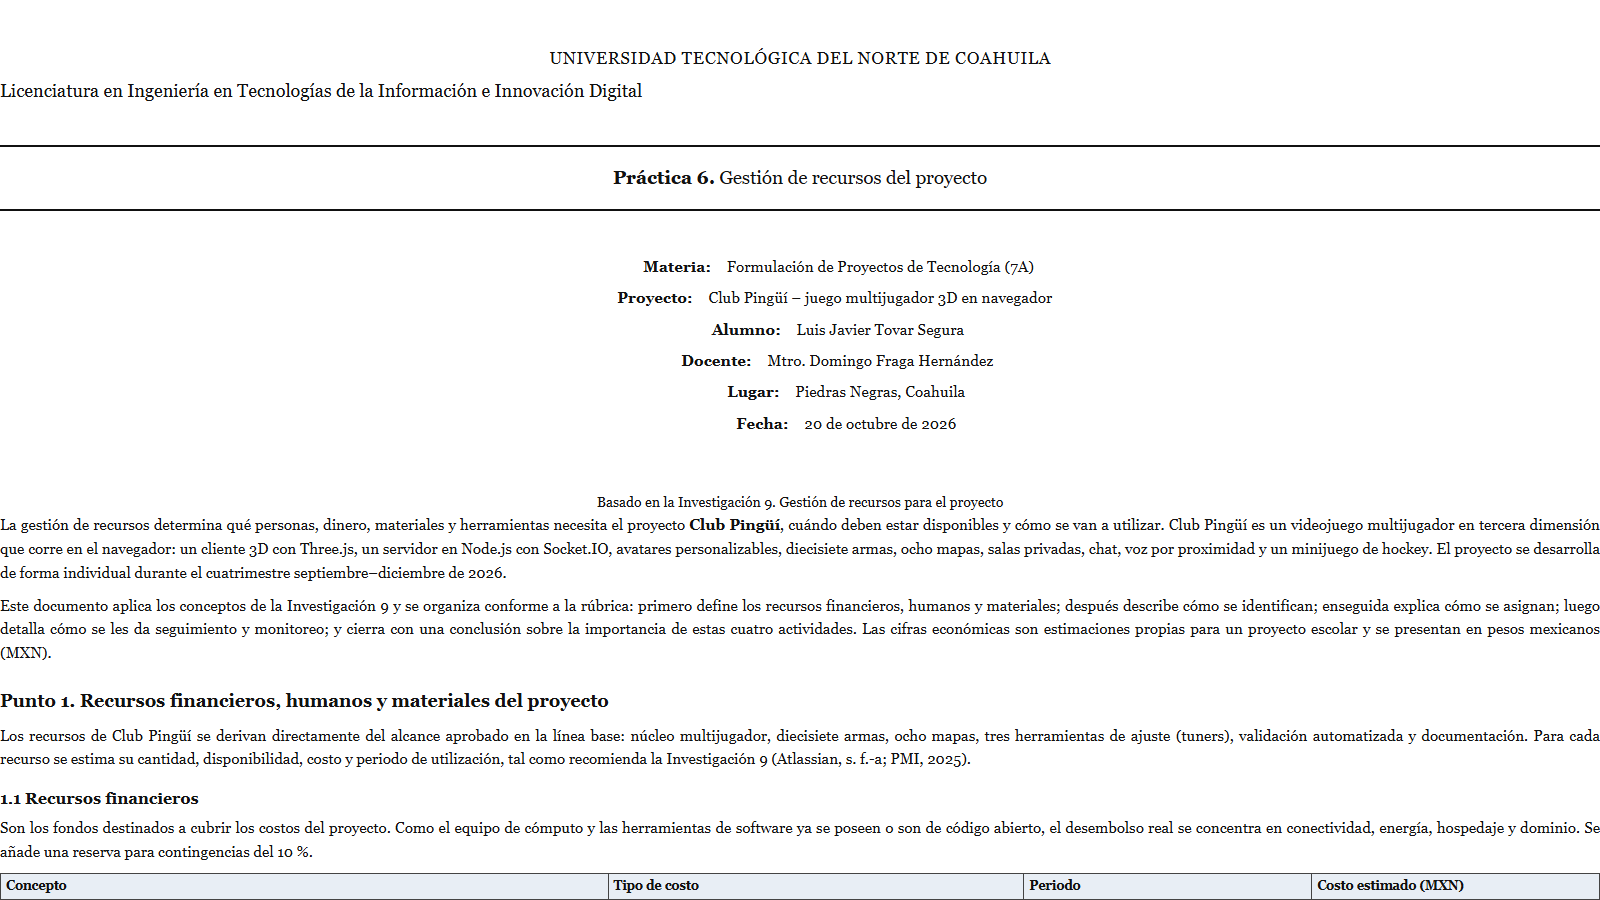 UNIVERSIDAD TECNOLÓGICA DEL NORTE DE COAHUILA
Licenciatura en Ingeniería en Tecnologías de la Información e Innovación Digital
Práctica 6. Gestión de recursos del proyecto
Materia: Formulación de Proyectos de Tecnología (7A)
Proyecto: Club Pingüí – juego multijugador 3D en navegador
Alumno: Luis Javier Tovar Segura
Docente: Mtro. Domingo Fraga Hernández
Lugar: Piedras Negras, Coahuila
Fecha: 20 de octubre de 2026
Basado en la Investigación 9. Gestión de recursos para el proyecto
La gestión de recursos determina qué personas, dinero, materiales y herramientas necesita el proyecto Club Pingüí, cuándo deben estar disponibles y cómo se van a utilizar. Club Pingüí es un videojuego multijugador en tercera dimensión
que corre en el navegador: un cliente 3D con Three.js, un servidor en Node.js con Socket.IO, avatares personalizables, diecisiete armas, ocho mapas, salas privadas, chat, voz por proximidad y un minijuego de hockey. El proyecto se desarrolla
de forma individual durante el cuatrimestre septiembre–diciembre de 2026.
Este documento aplica los conceptos de la Investigación 9 y se organiza conforme a la rúbrica: primero define los recursos financieros, humanos y materiales; después describe cómo se identifican; enseguida explica cómo se asignan; luego
detalla cómo se les da seguimiento y monitoreo; y cierra con una conclusión sobre la importancia de estas cuatro actividades. Las cifras económicas son estimaciones propias para un proyecto escolar y se presentan en pesos mexicanos
(MXN).
Punto 1. Recursos financieros, humanos y materiales del proyecto
Los recursos de Club Pingüí se derivan directamente del alcance aprobado en la línea base: núcleo multijugador, diecisiete armas, ocho mapas, tres herramientas de ajuste (tuners), validación automatizada y documentación. Para cada
recurso se estima su cantidad, disponibilidad, costo y periodo de utilización, tal como recomienda la Investigación 9 (Atlassian, s. f.-a; PMI, 2025).
1.1 Recursos financieros
Son los fondos destinados a cubrir los costos del proyecto. Como el equipo de cómputo y las herramientas de software ya se poseen o son de código abierto, el desembolso real se concentra en conectividad, energía, hospedaje y dominio. Se
añade una reserva para contingencias del 10 %.
Concepto Tipo de costo Periodo Costo estimado (MXN)